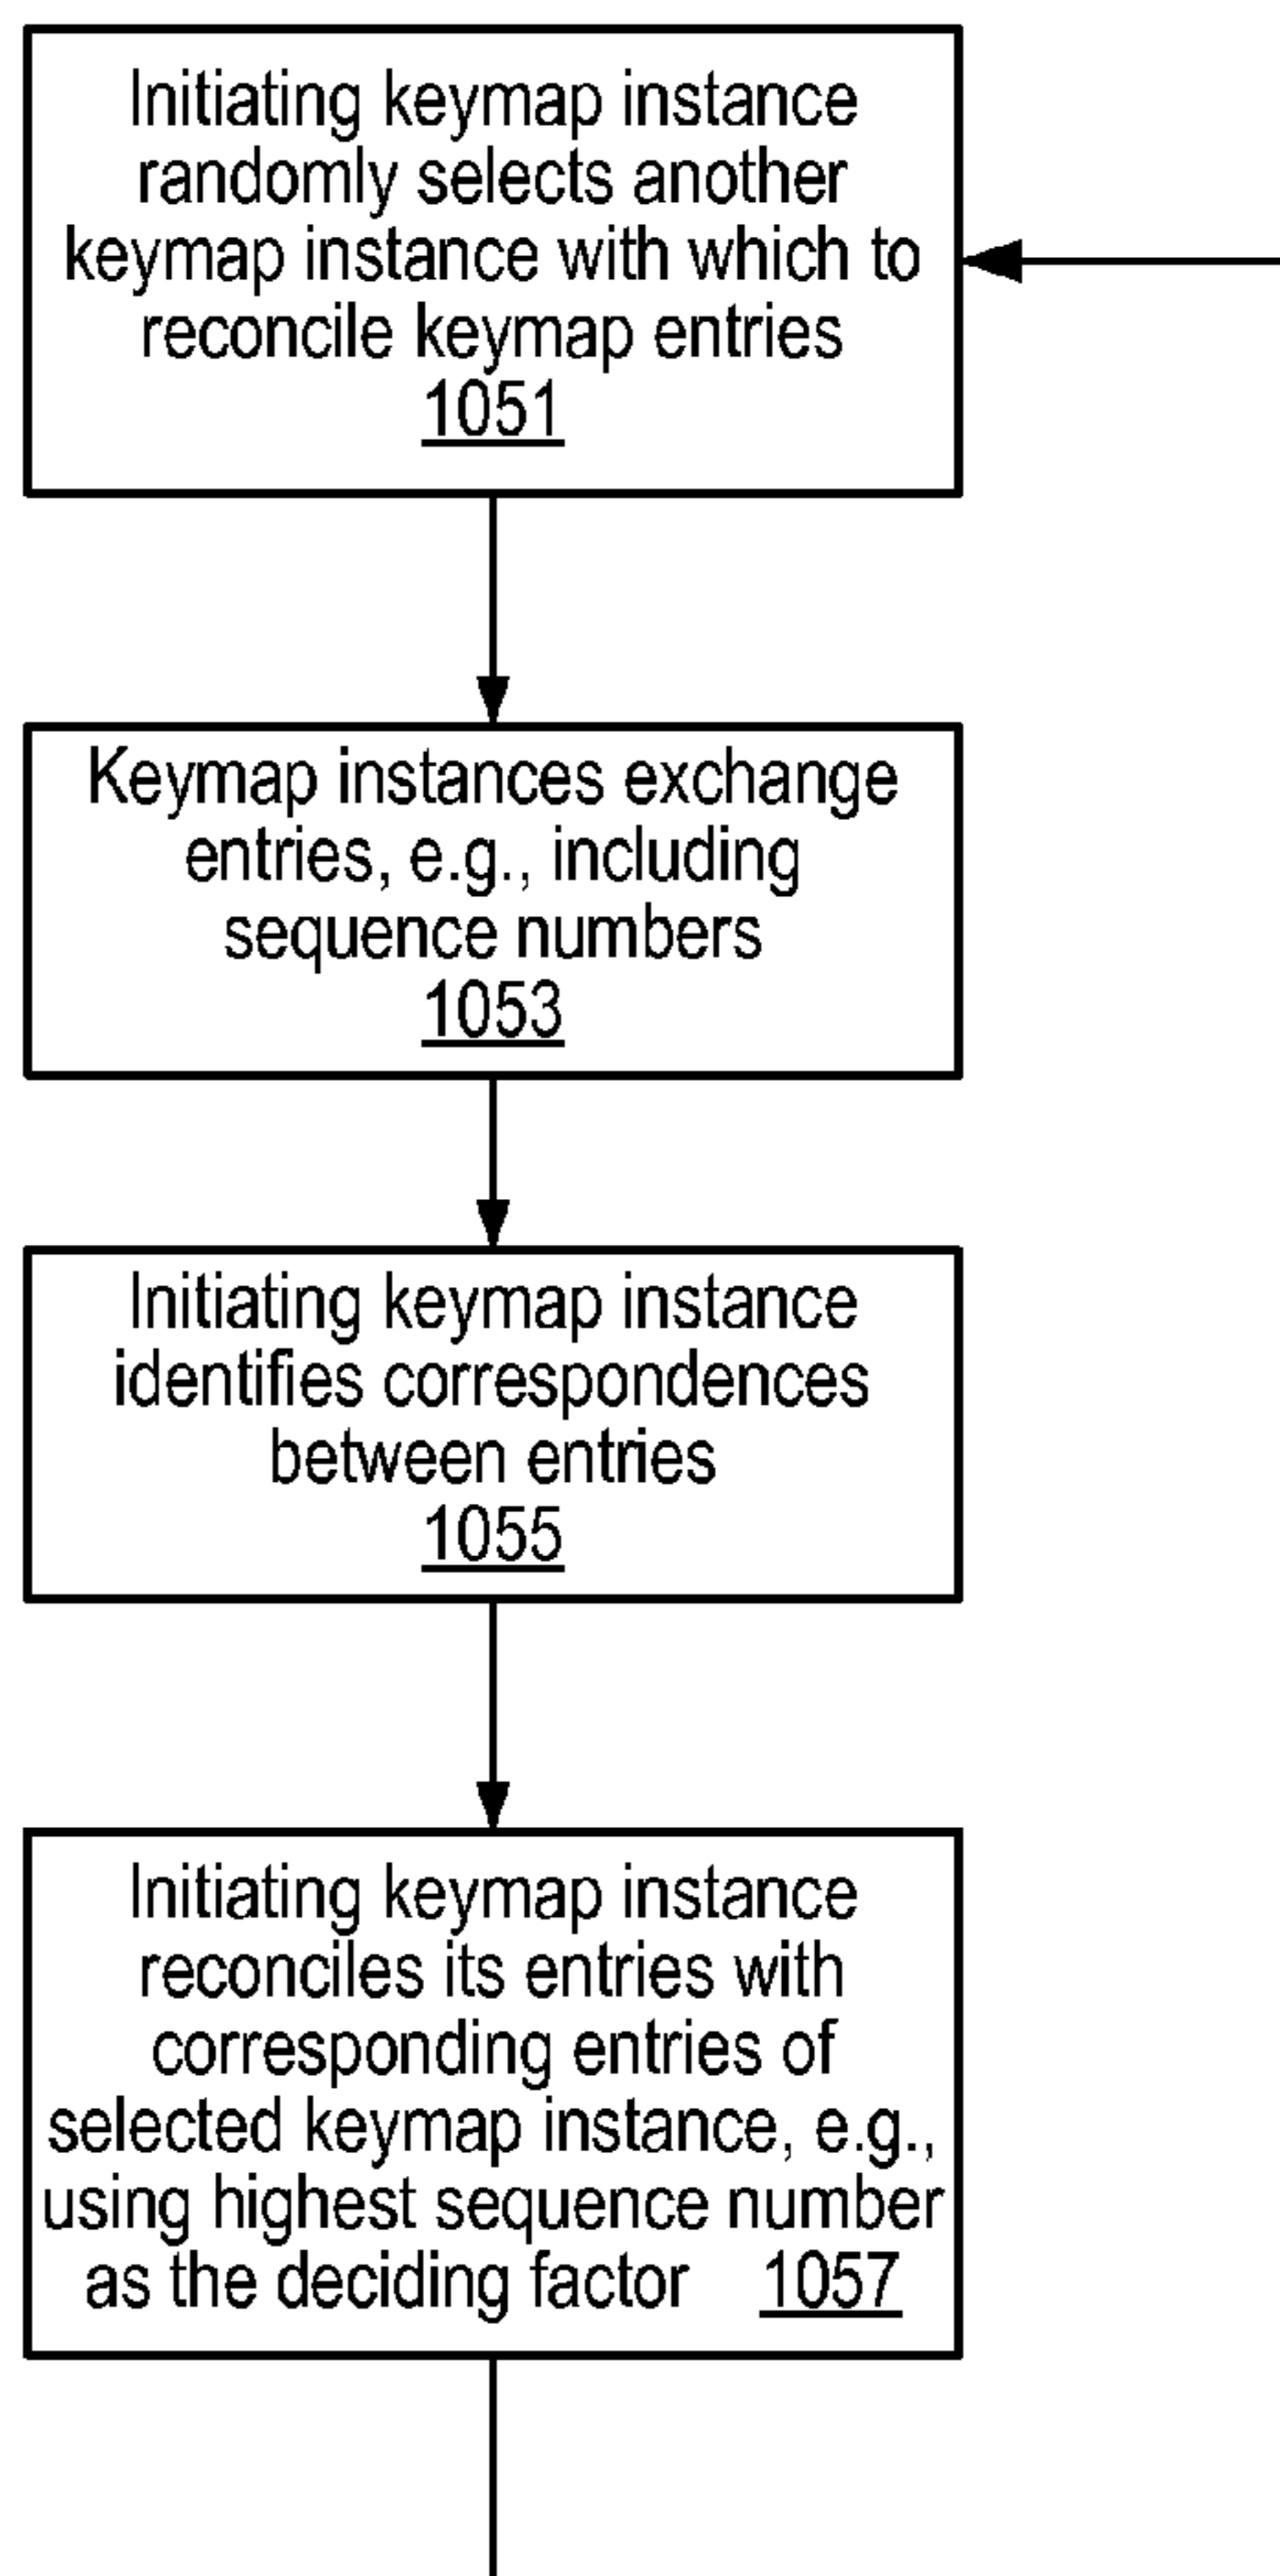 Initiating keymap instance
randomly selects another
keymap instance with which to
reconcile keymap entries
1051
Keymap instances exchange
entries, e.g., including
sequence numbers
1053
Initiating keymap instance
identifies correspondences
between entries
1055
Initiating keymap instance
reconciles its entries with
corresponding entries of
selected keymap instance, e.g.,
using highest sequence number
as the deciding factor 1057